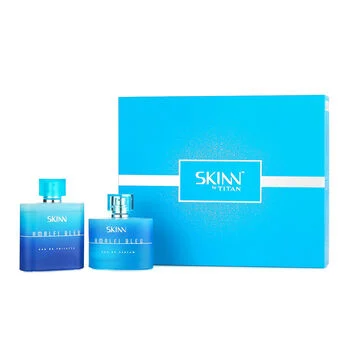 SKINN
by TITAN
SKINN
AMALFI BLEU
EAU DE TOILETTE
SKINN
AMALFI BLEU
EAU DE PARFUM